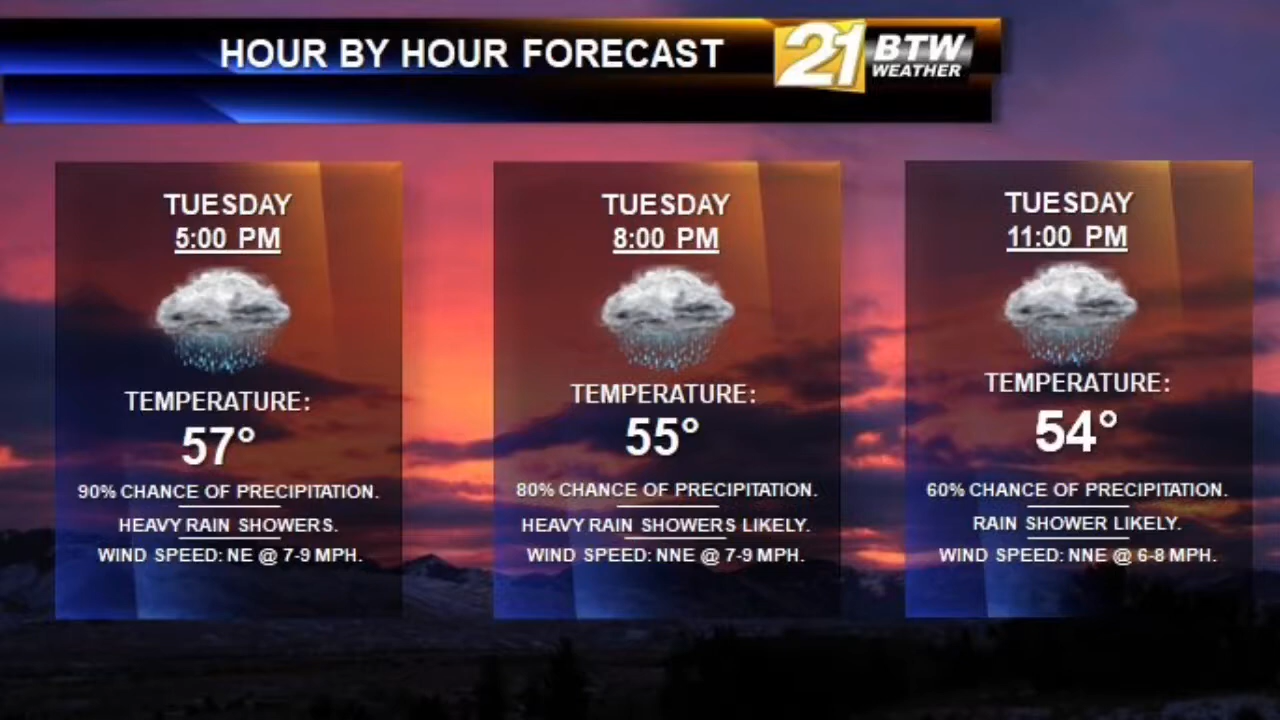 HOUR BY HOUR FORECAST
21 BTW
WEATHER
TUESDAY
5:00 PM
TEMPERATURE:
57°
90% CHANCE OF PRECIPITATION.
HEAVY RAIN SHOWERS.
WIND SPEED: NE @ 7-9 MPH.
TUESDAY
8:00 PM
TEMPERATURE:
55°
80% CHANCE OF PRECIPITATION.
HEAVY RAIN SHOWERS LIKELY.
WIND SPEED: NNE @ 7-9 MPH.
TUESDAY
11:00 PM
TEMPERATURE:
54°
60% CHANCE OF PRECIPITATION.
RAIN SHOWER LIKELY.
WIND SPEED: NNE @ 6-8 MPH.